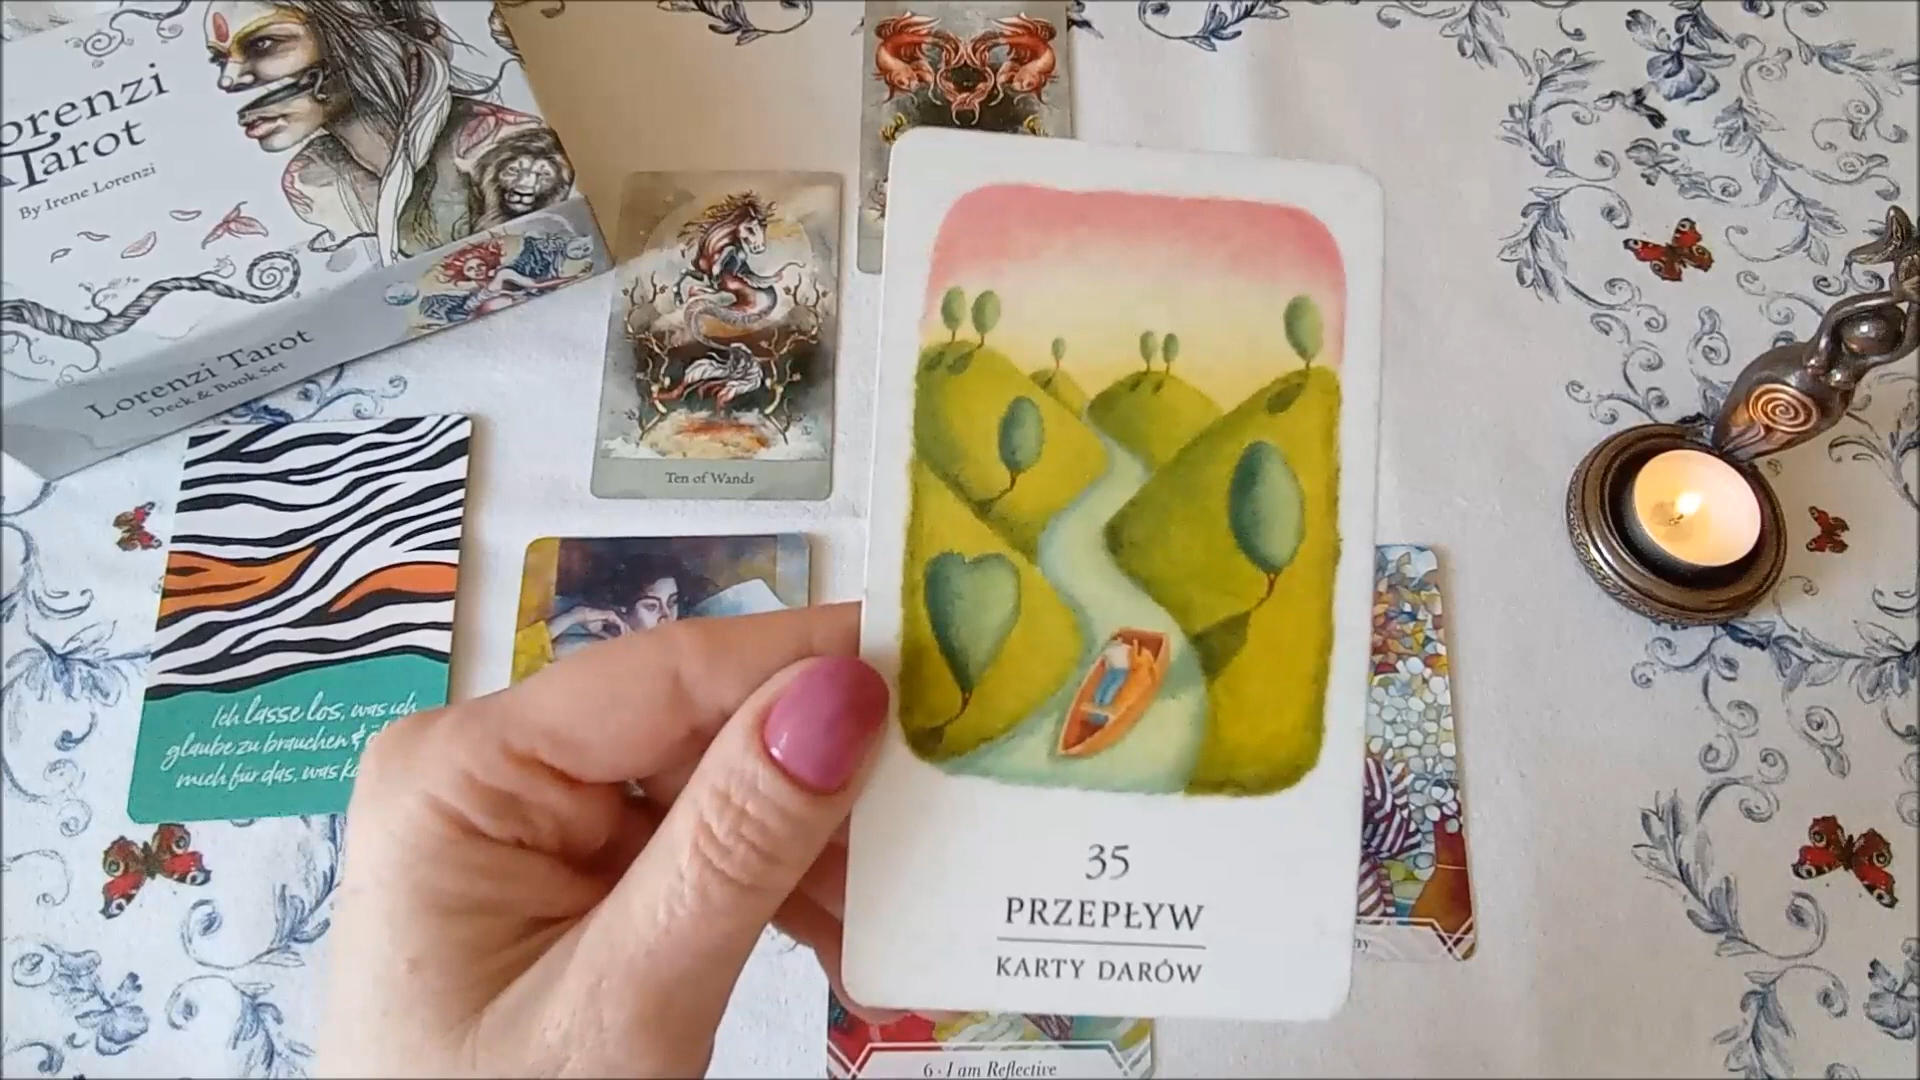 Lorenzi
Tarot
By Irene Lorenzi
Lorenzi Tarot
Deck & Book Set
Ten of Wands
Ich lasse los, was ich
glaube zu brauchen &
mich für das, was
35
PRZEPŁYW
KARTY DARÓW
6 · I am Reflective